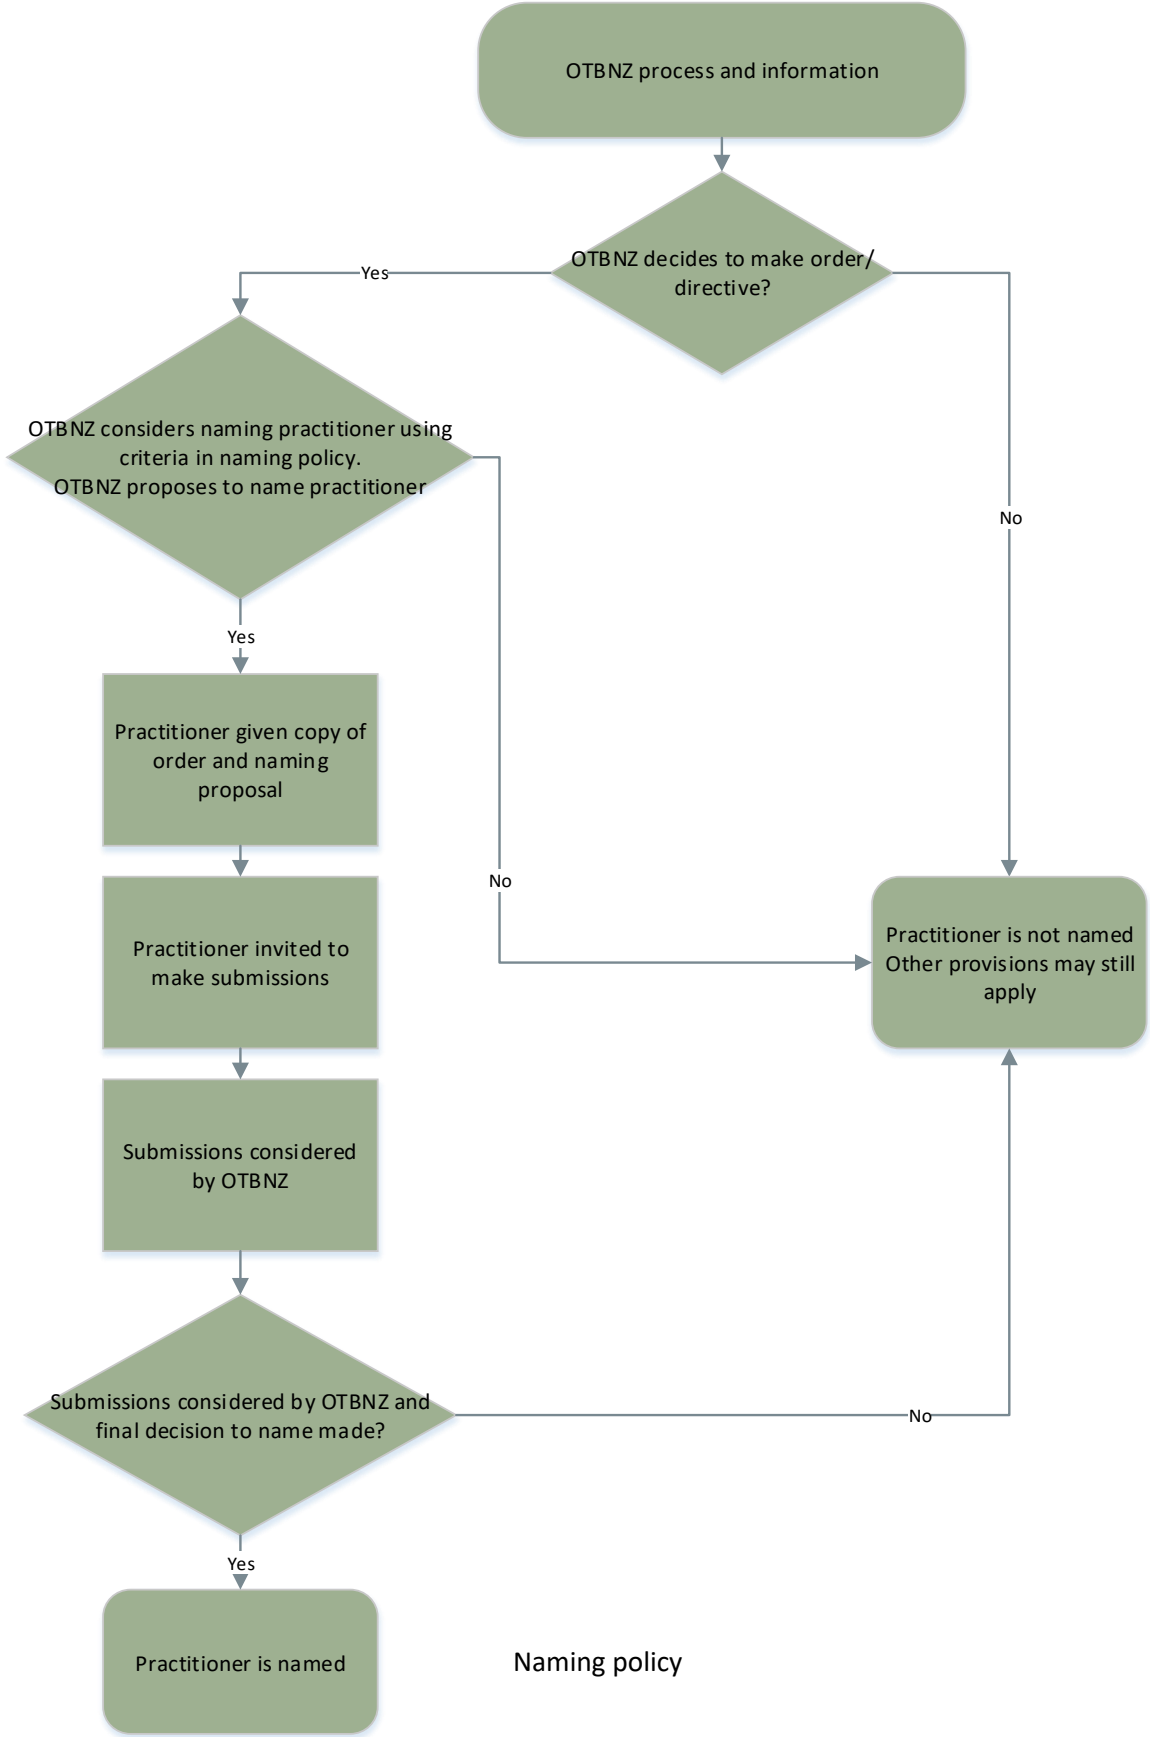 OTBNZ process and information
OTBNZ decides to make order/
directive?
Yes
No
OTBNZ considers naming practitioner using
criteria in naming policy.
OTBNZ proposes to name practitioner
Yes
No
Practitioner given copy of
order and naming
proposal
Practitioner invited to
make submissions
Practitioner is not named
Other provisions may still
apply
Submissions considered
by OTBNZ
Submissions considered by OTBNZ and
final decision to name made?
No
Yes
Practitioner is named
Naming policy